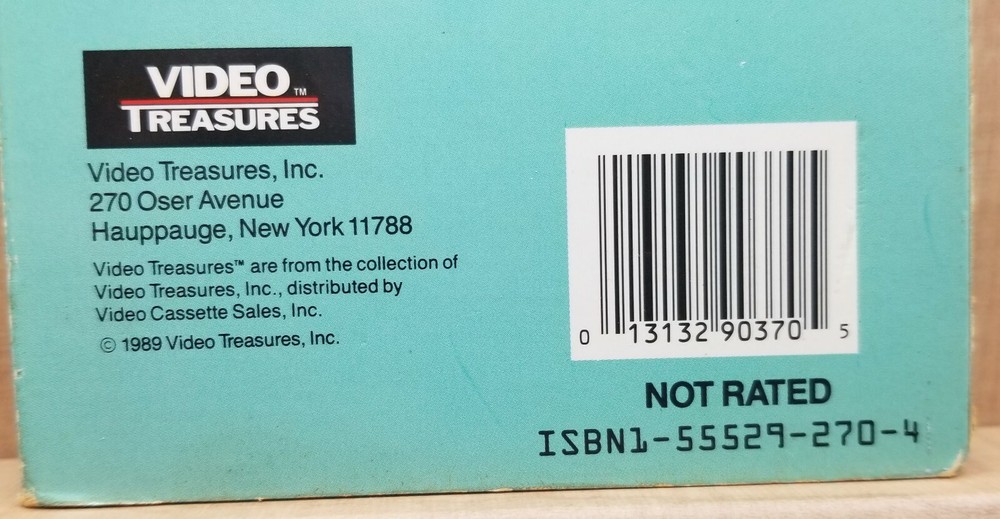 VIDEO™
TREASURES
Video Treasures, Inc.
270 Oser Avenue
Hauppauge, New York 11788
Video Treasures™ are from the collection of
Video Treasures, Inc., distributed by
Video Cassette Sales, Inc.
© 1989 Video Treasures, Inc.
0 13132 90370 5
NOT RATED
ISBN1-55529-270-4